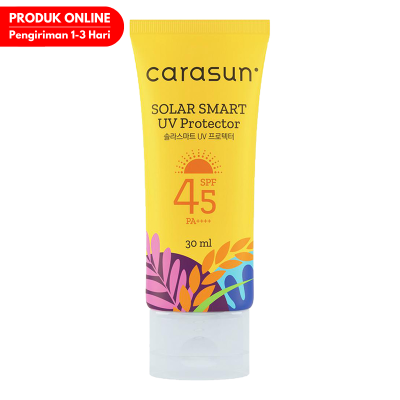 PRODUK ONLINE
Pengiriman 1-3 Hari
carasun®
SOLAR SMART
UV Protector
솔라스마트 UV 프로텍터
SPF
45
PA++++
30 ml